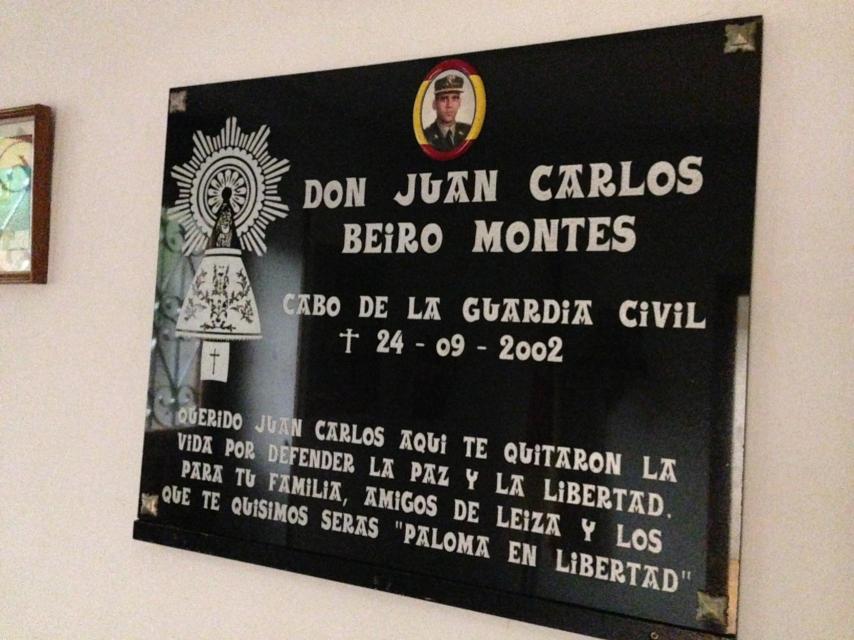 DON JUAN CARLOS
BEIRO MONTES
CABO DE LA GUARDIA CIVIL
† 24 - 09 - 2002
QUERIDO JUAN CARLOS AQUI TE QUITARON LA
VIDA POR DEFENDER LA PAZ Y LA LIBERTAD.
PARA TU FAMILIA, AMIGOS DE LEIZA Y LOS
QUE TE QUISIMOS SERAS "PALOMA EN LIBERTAD"